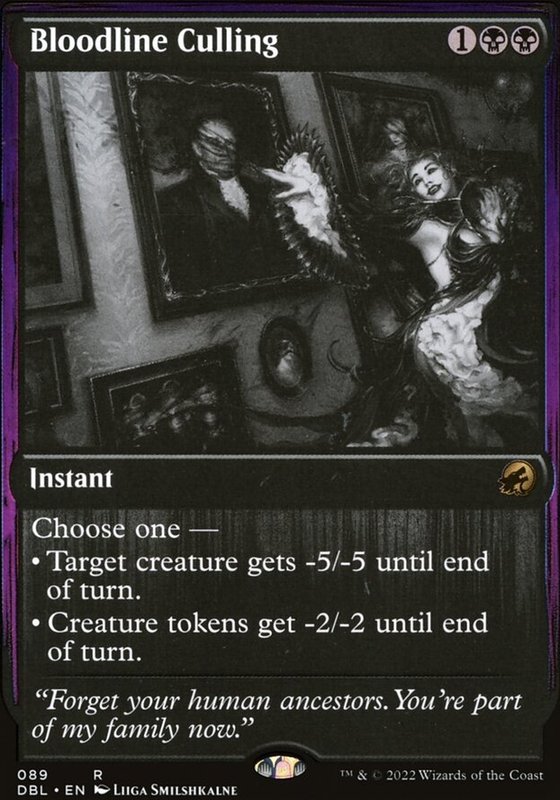 Bloodline Culling 1
Instant
Choose one —
• Target creature gets -5/-5 until end
of turn.
• Creature tokens get -2/-2 until end
of turn.
“Forget your human ancestors. You’re part
of my family now.”
089 R
DBL • EN Liiga Smilshkalne
™ & © 2022 Wizards of the Coast